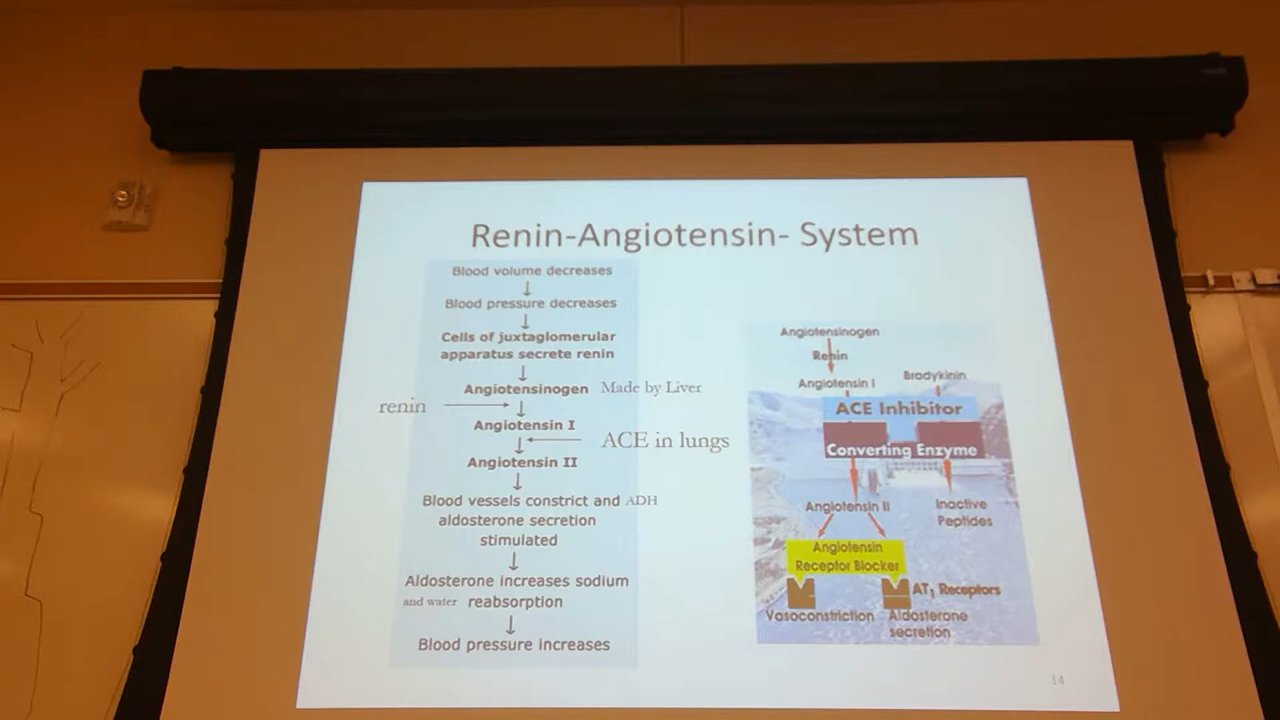 Renin-Angiotensin- System
Blood volume decreases
Blood pressure decreases
Cells of juxtaglomerular
apparatus secrete renin
Angiotensinogen Made by Liver
renin
Angiotensin I
ACE in lungs
Angiotensin II
Blood vessels constrict and ADH
aldosterone secretion
stimulated
Aldosterone increases sodium
and water reabsorption
Blood pressure increases
Angiotensinogen
Renin
Angiotensin I
Bradykinin
ACE Inhibitor
Converting Enzyme
Angiotensin II
Inactive
Peptides
Angiotensin
Receptor Blocker
AT1 Receptors
Vasoconstriction
Aldosterone
secretion
14